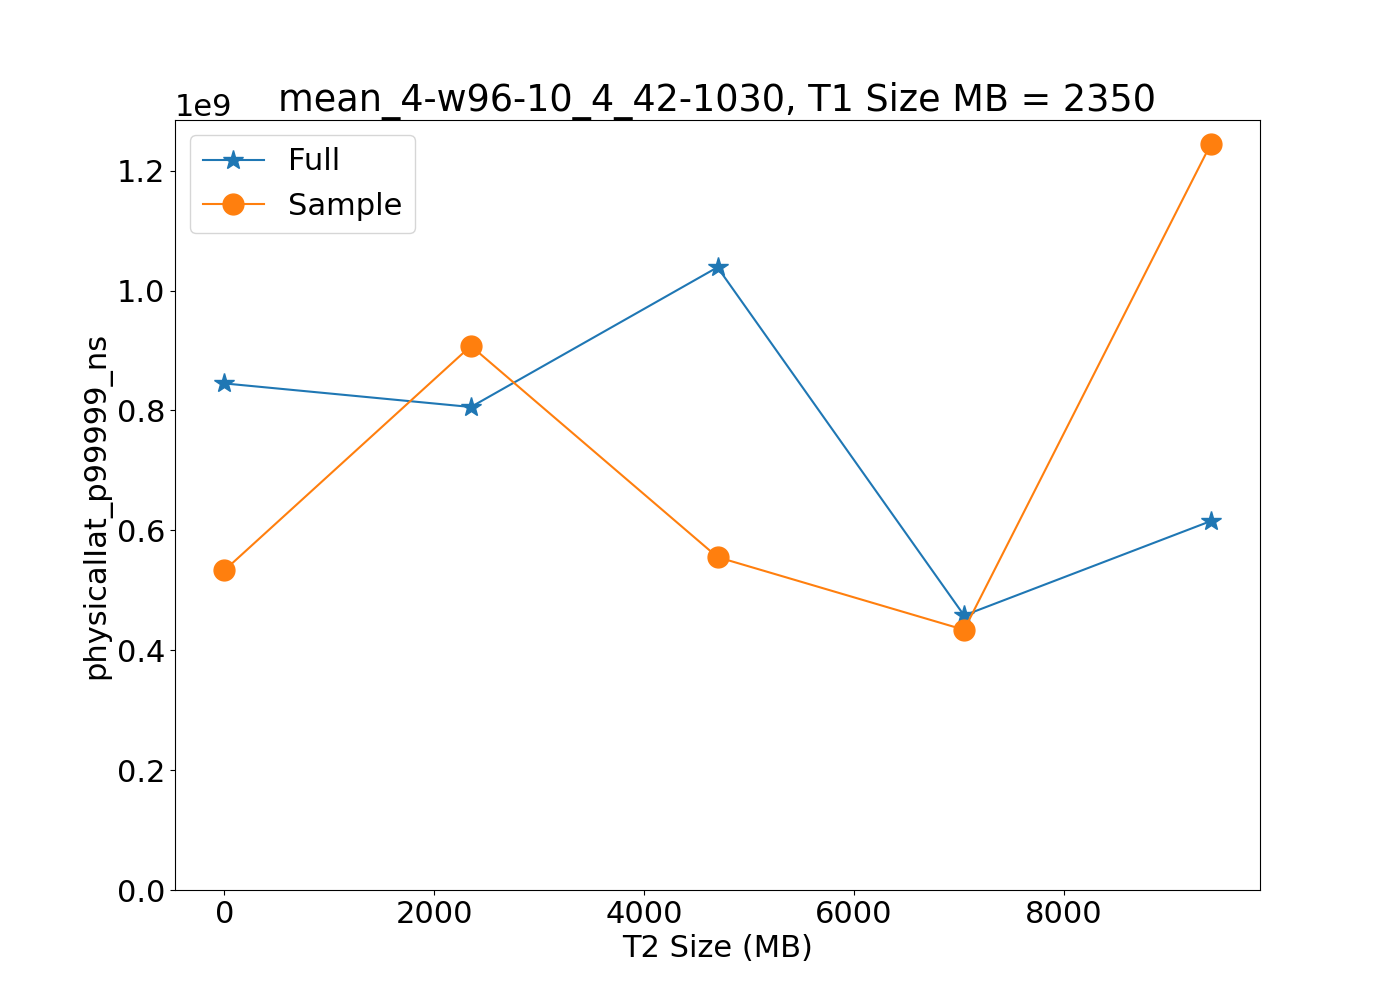 mean_4-w96-10_4_42-1030, T1 Size MB = 2350
1e9
Full
Sample
1.2
1.0
0.8
0.6
0.4
0.2
0.0
physicallat_p99999_ns
0 2000 4000 6000 8000
T2 Size (MB)